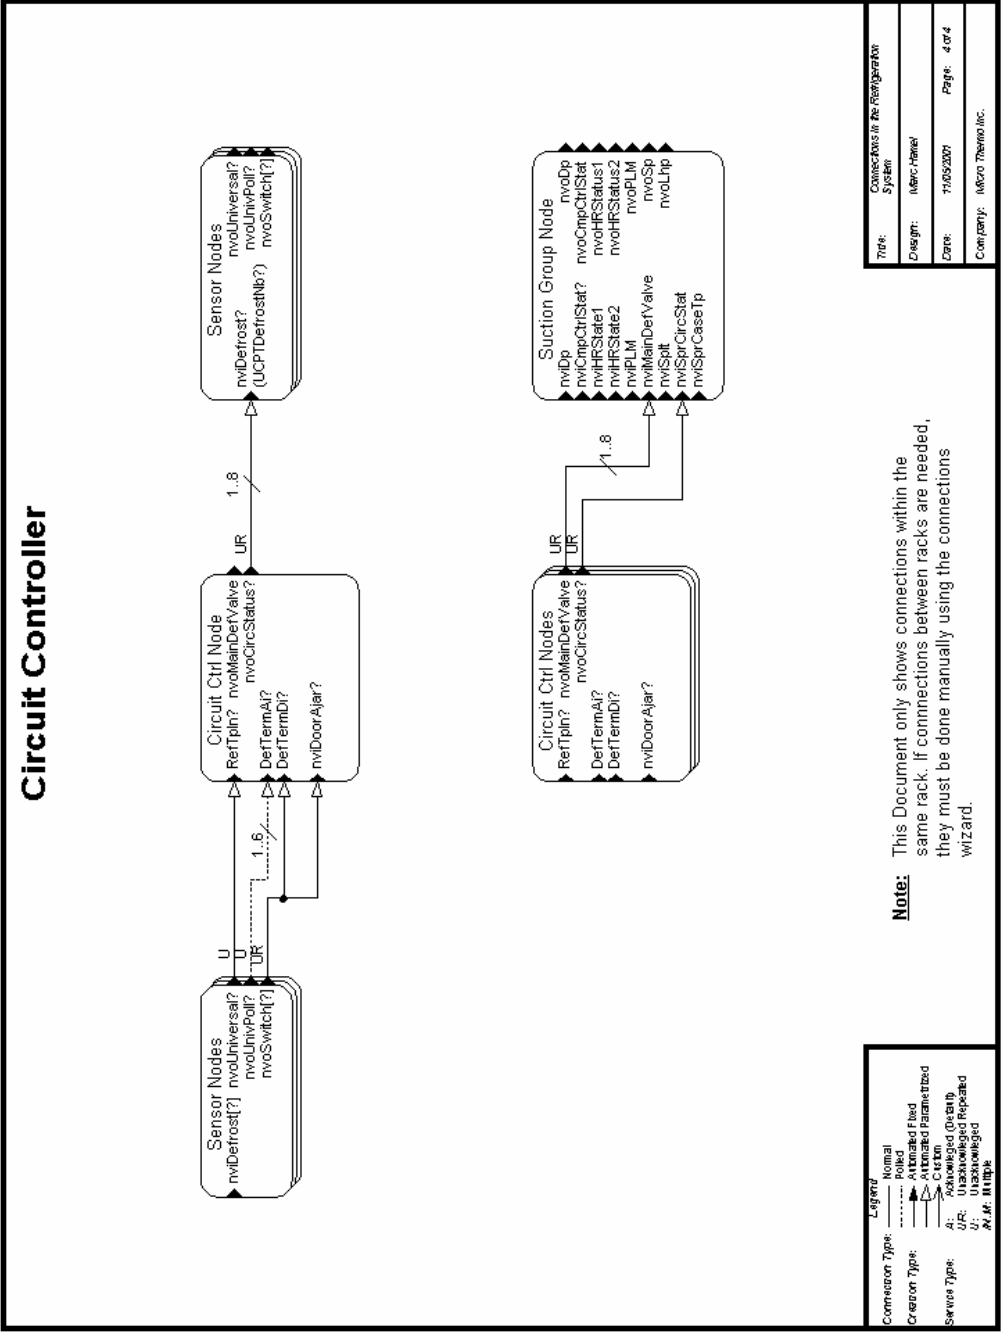 Circuit Controller
Sensor Nodes
nviDefrost[?]
nvoUniversal?
nvoUnivPoll?
nvoSwitch[?]
U
U
UR
1..6
Circuit Ctrl Node
RefTpIn?
nvoMainDefValve
nvoCircStatus?
DefTermAi?
DefTermDi?
nviDoorAjar?
UR
1..8
Sensor Nodes
nvoUniversal?
nvoUnivPoll?
nvoSwitch[?]
nviDefrost?
(UCPTDefrostNb?)
Circuit Ctrl Nodes
RefTpIn?
nvoMainDefValve
nvoCircStatus?
DefTermAi?
DefTermDi?
nviDoorAjar?
UR
UR
1..8
Suction Group Node
nviDp
nvoDp
nviCmpCtrlStat?
nvoCmpCtrlStat
nviHRState1
nvoHRStatus1
nviHRState2
nvoHRStatus2
nviPLM
nvoPLM
nviMainDefValve
nvoSp
nviSplt
nvoLhp
nviSprCircStat
nviSprCaseTp
Note: This Document only shows connections within the
same rack. If connections between racks are needed,
they must be done manually using the connections
wizard.
Legend
Connection Type: Normal
Polled
Creation Type: Automated Fixed
Automated Parametrized
Custom
Service Type: A: Acknowleged (Default)
UR: Unacknowleged Repeated
U: Unacknowleged
N..M: Multiple
Title: Connections in the Refrigeration
System
Design: Marc Hamel
Date: 11/05/2001 Page: 4 of 4
Company: Micro Thermo Inc.